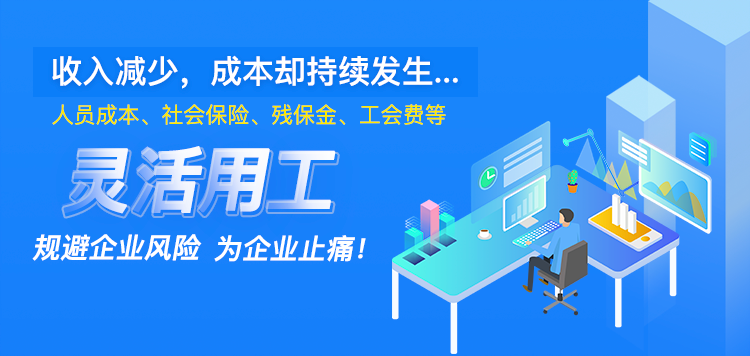 收入减少，成本却持续发生...
人员成本、社会保险、残保金、工会费等
灵活用工
规避企业风险 为企业止痛！